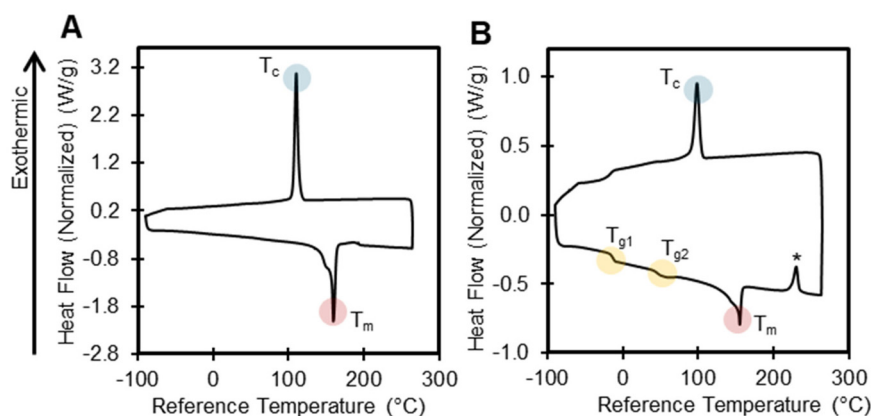 A
Exothermic
Heat Flow (Normalized) (W/g)
3.2
2.2
1.2
0.2
-0.8
-1.8
-2.8
Tc
Tm
-100 0 100 200 300
Reference Temperature (°C)
B
Heat Flow (Normalized) (W/g)
1.0
0.5
0.0
-0.5
-1.0
Tc
Tg1
Tg2
*
Tm
-100 0 100 200 300
Reference Temperature (°C)